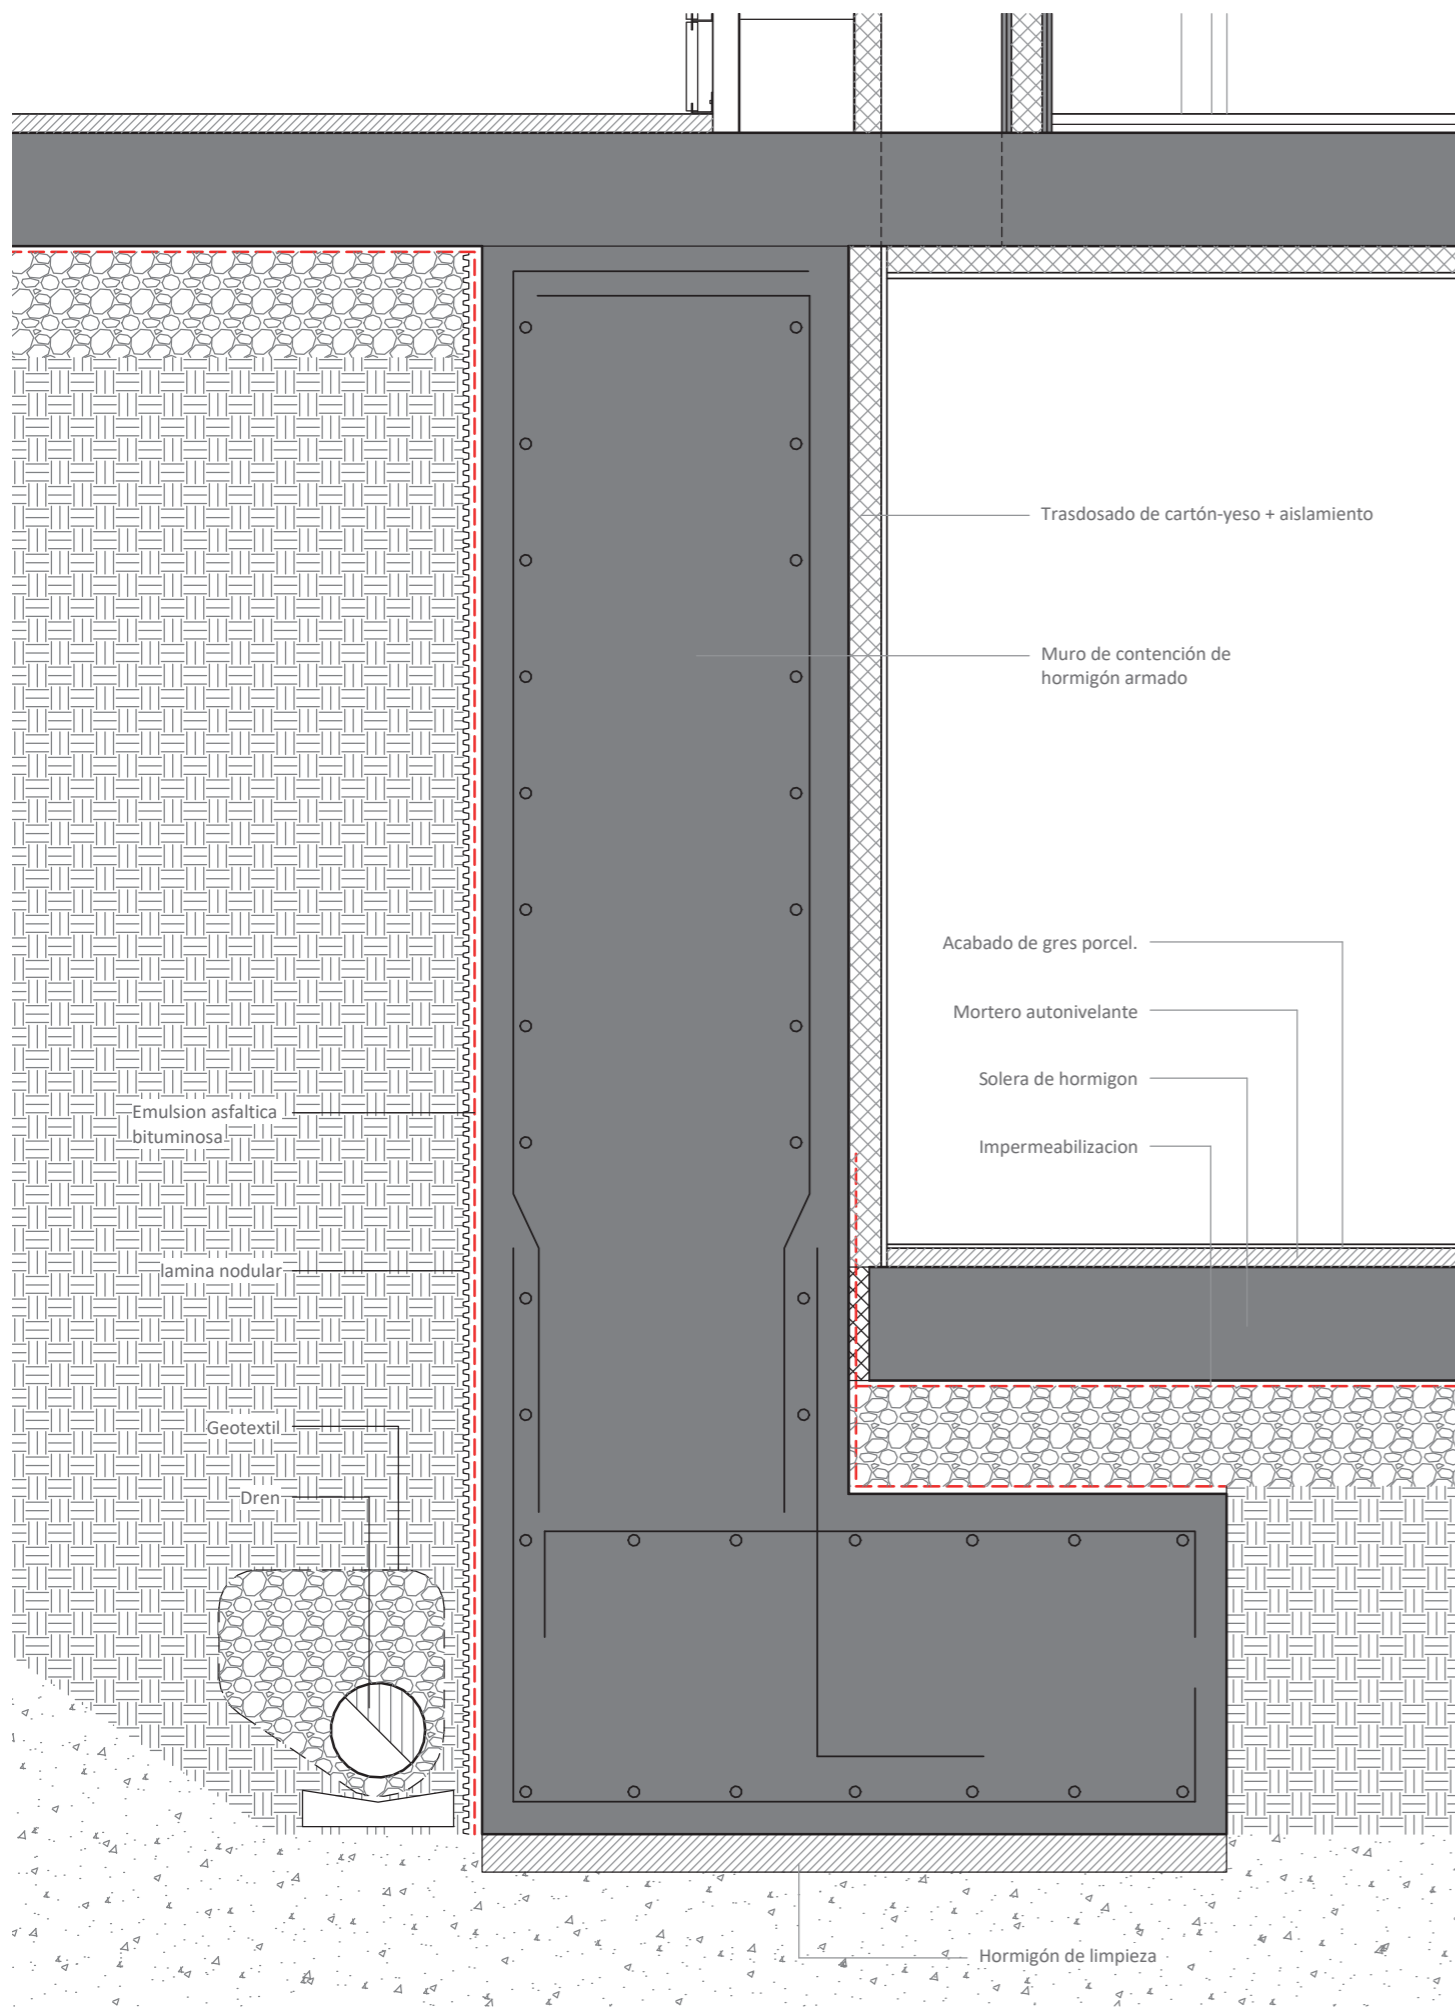 Trasdosado de cartón-yeso + aislamiento
Muro de contención de
hormigón armado
Acabado de gres porcel.
Mortero autonivelante
Solera de hormigon
Impermeabilizacion
Emulsion asfaltica
bituminosa
lamina nodular
Geotextil
Dren
Hormigón de limpieza